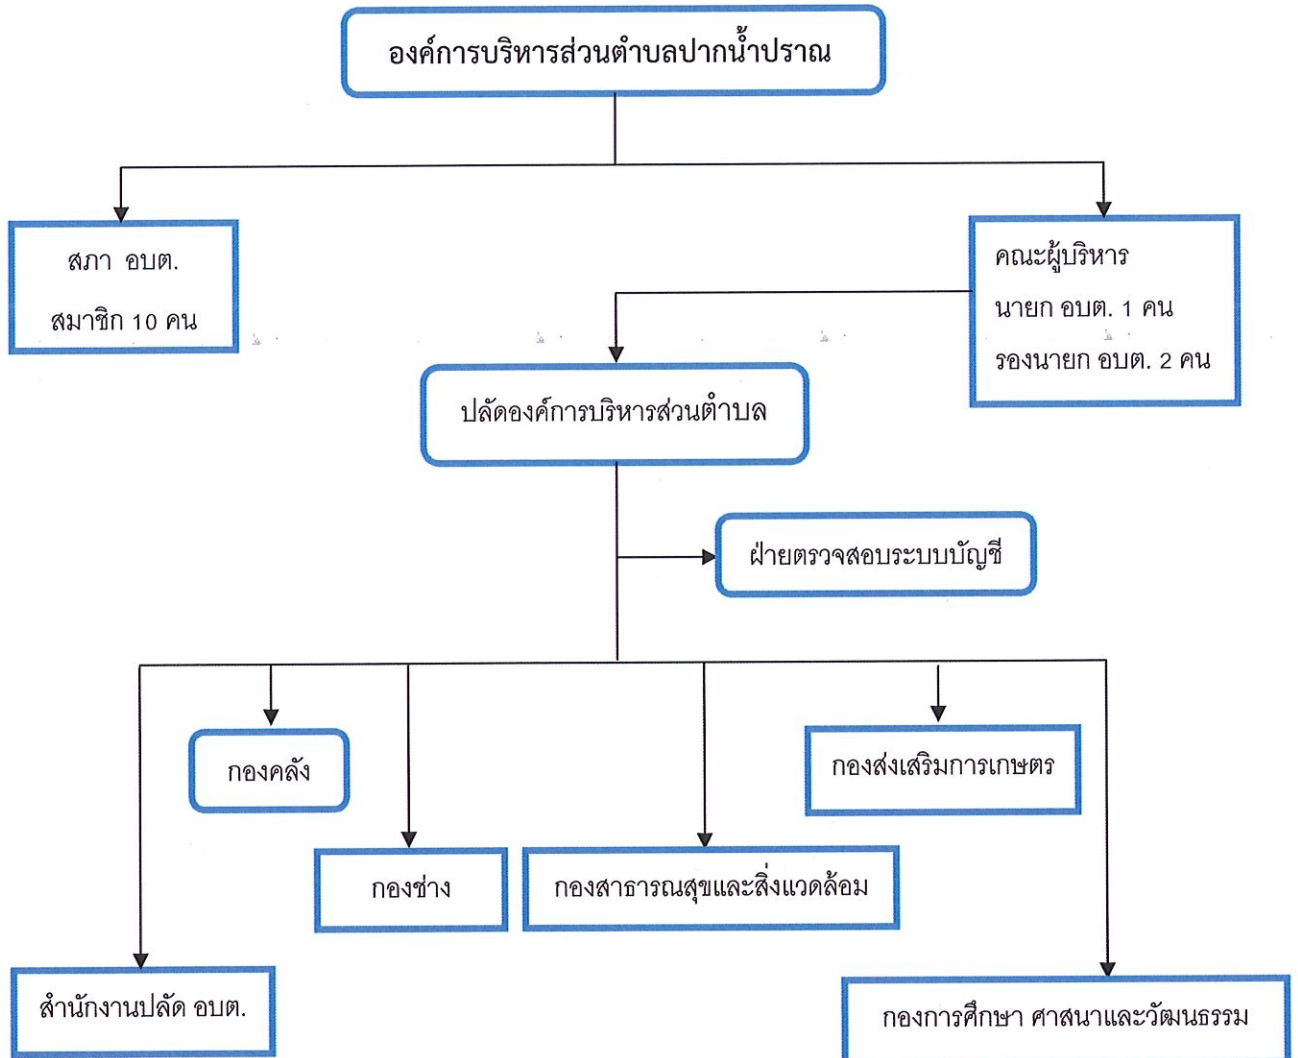 องค์การบริหารส่วนตำบลปากน้ำปราณ
สภา อบต.
สมาชิก 10 คน
คณะผู้บริหาร
นายก อบต. 1 คน
รองนายก อบต. 2 คน
ปลัดองค์การบริหารส่วนตำบล
ฝ่ายตรวจสอบระบบบัญชี
กองคลัง
กองส่งเสริมการเกษตร
กองช่าง
กองสาธารณสุขและสิ่งแวดล้อม
สำนักงานปลัด อบต.
กองการศึกษา ศาสนาและวัฒนธรรม